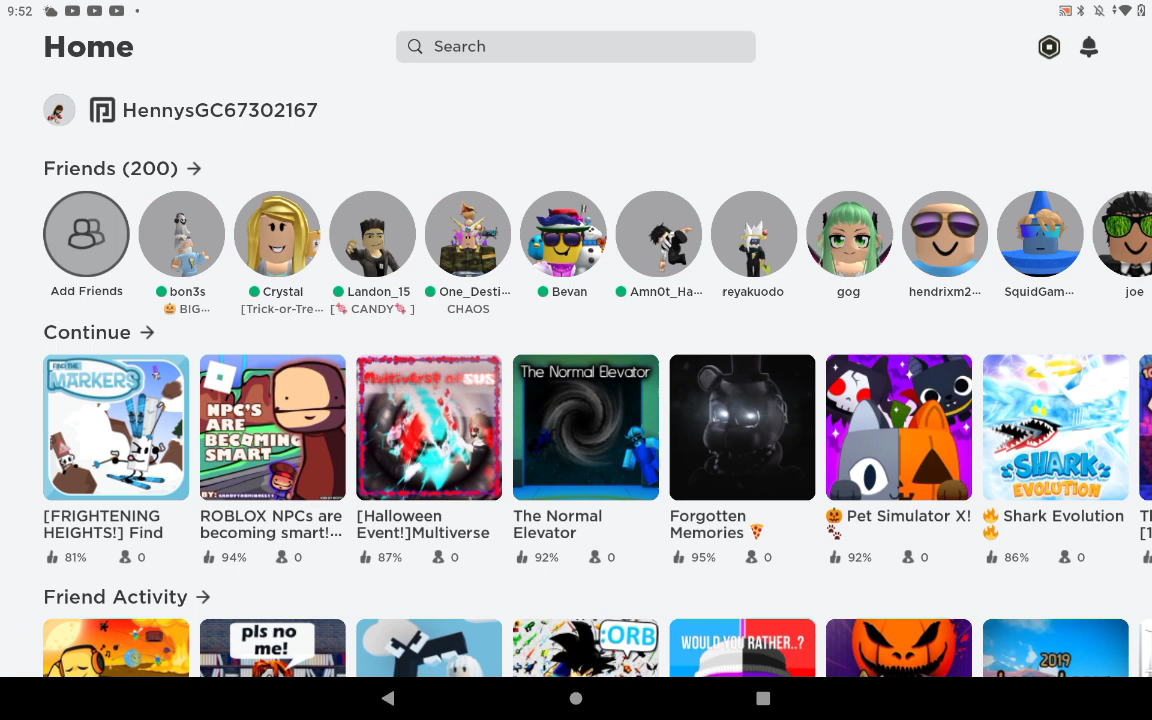 9:52
Home
Search
HennysGC67302167
Friends (200)
Add Friends
bon3s
🎃 BIG...
Crystal
[Trick-or-Tre...
Landon_15
[🍬 CANDY🍬 ]
One_Desti...
CHAOS
Bevan
Amn0t_Ha...
reyakuodo
gog
hendrixm2...
SquidGam...
joe
Continue
FIND THE
MARKERS
NPC'S
ARE
BECOMING
SMART
Multiverse of SUS
The Normal Elevator
SHARK
EVOLUTION
[FRIGHTENING
HEIGHTS!] Find
81%
0
ROBLOX NPCs are
becoming smart!...
94%
0
[Halloween
Event!]Multiverse
87%
0
The Normal
Elevator
92%
0
Forgotten
Memories 🍕
95%
0
🎃 Pet Simulator X!
🐾
92%
0
🔥 Shark Evolution
🔥
86%
0
Friend Activity
pls no
me!
:ORB
WOULD YOU RATHER..?
2019